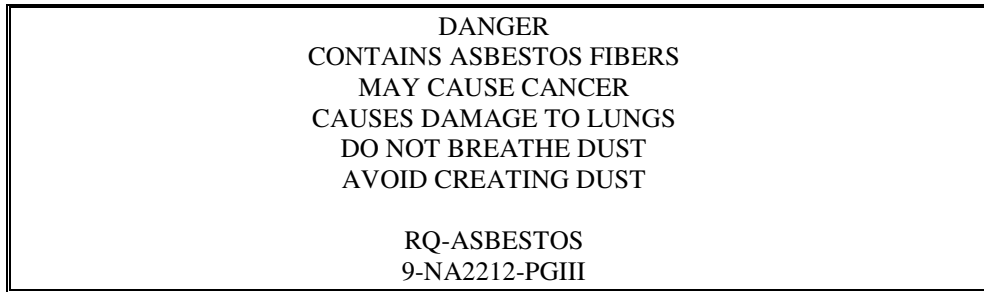 DANGER
CONTAINS ASBESTOS FIBERS
MAY CAUSE CANCER
CAUSES DAMAGE TO LUNGS
DO NOT BREATHE DUST
AVOID CREATING DUST
RQ-ASBESTOS
9-NA2212-PGIII